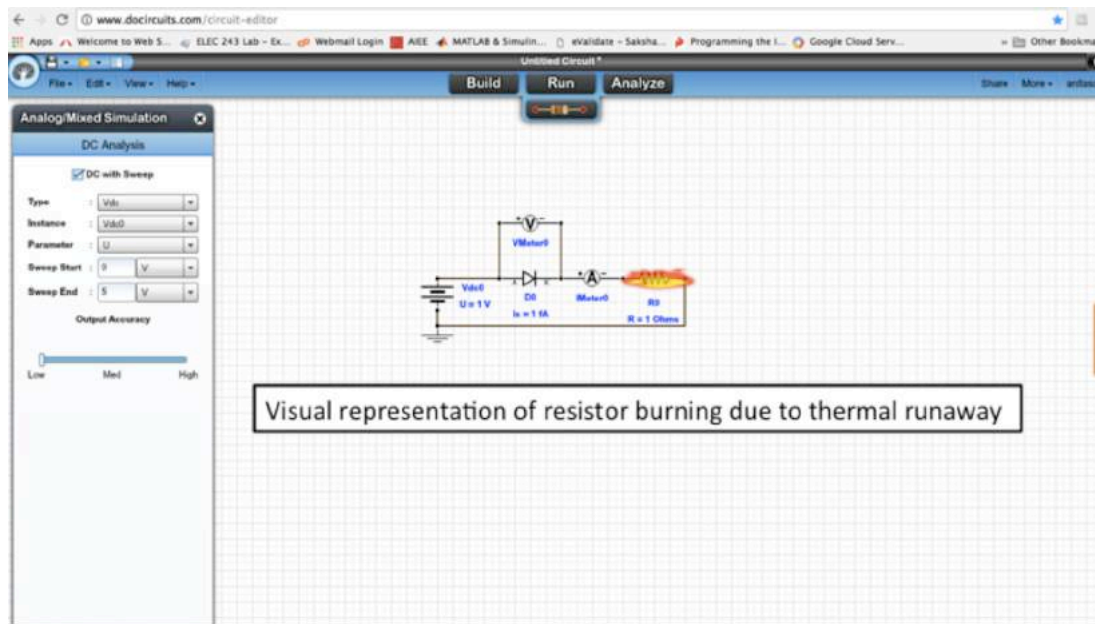 www.docircuits.com/circuit-editor
Apps Welcome to Web S... ELEC 243 Lab - Ex... Webmail Login AIEE MATLAB & Simulin... eValidate - Saksha... Programming the I... Google Cloud Serv... » Other Bookma
Untitled Circuit *
File Edit View Help Build Run Analyze Share More
Analog/Mixed Simulation
DC Analysis
DC with Sweep
Type : Vdc
Instance : Vdc0
Parameter : U
Sweep Start : 0 V
Sweep End : 5 V
Output Accuracy
Low Med High
+ V -
VMeter0
+ A -
Vdc0 D0 IMeter0 R0
U = 1 V Is = 1 fA R = 1 Ohms
Visual representation of resistor burning due to thermal runaway